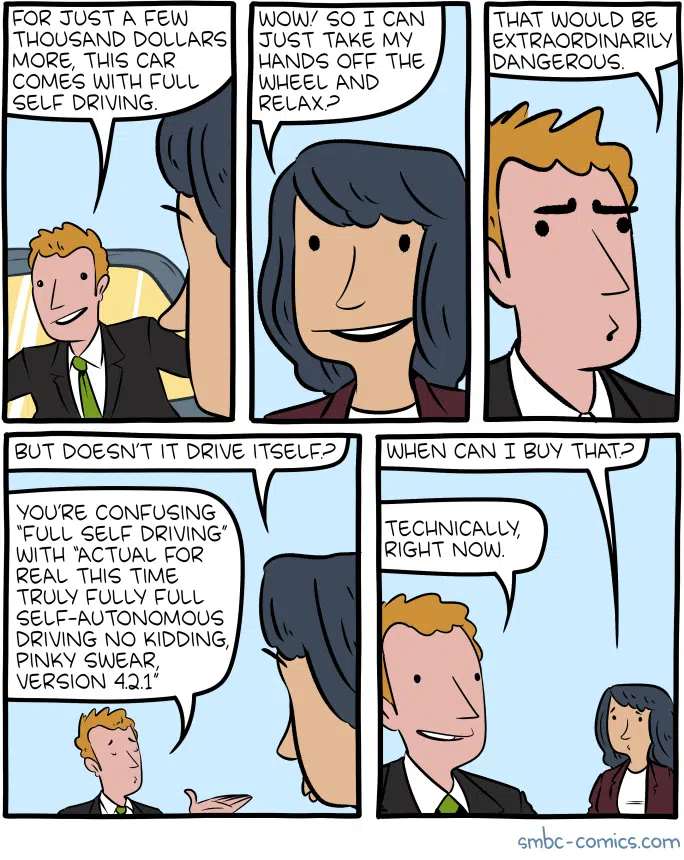 FOR JUST A FEW
THOUSAND DOLLARS
MORE, THIS CAR
COMES WITH FULL
SELF DRIVING.
WOW! SO I CAN
JUST TAKE MY
HANDS OFF THE
WHEEL AND
RELAX?
THAT WOULD BE
EXTRAORDINARILY
DANGEROUS.
BUT DOESN'T IT DRIVE ITSELF?
YOU'RE CONFUSING
"FULL SELF DRIVING"
WITH "ACTUAL FOR
REAL THIS TIME
TRULY FULLY FULL
SELF-AUTONOMOUS
DRIVING NO KIDDING,
PINKY SWEAR,
VERSION 4.2.1"
WHEN CAN I BUY THAT?
TECHNICALLY,
RIGHT NOW.
smbc-comics.com